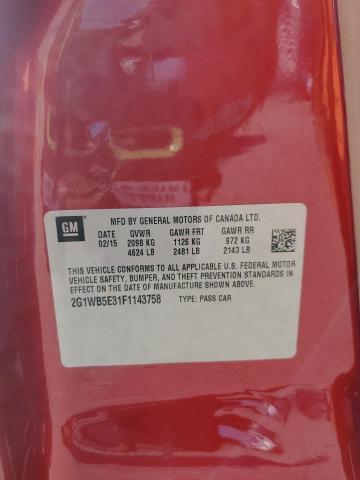 GM
MFD BY GENERAL MOTORS OF CANADA LTD.
DATE GVWR GAWR FRT GAWR RR
02/15 2098 KG 1126 KG 972 KG
4624 LB 2481 LB 2143 LB
THIS VEHICLE CONFORMS TO ALL APPLICABLE U.S. FEDERAL MOTOR
VEHICLE SAFETY, BUMPER, AND THEFT PREVENTION STANDARDS
IN EFFECT ON THE DATE OF MANUFACTURE SHOWN ABOVE.
2G1WB5E31F1143758 TYPE: PASS CAR